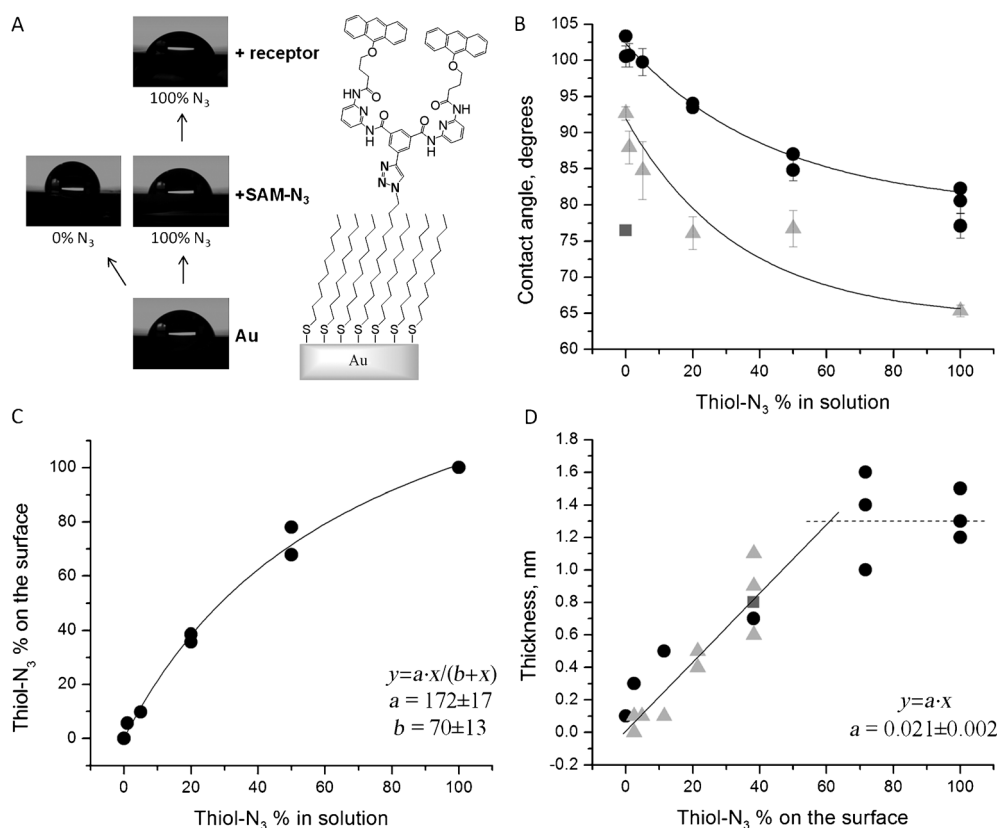 A
+ receptor
100% N₃
+SAM-N₃
0% N₃
100% N₃
Au
O
O
O
O
NH
HN
N
N
O
O
NH
HN
N
N
N
S S S S S S S
Au
B
Contact angle, degrees
105
100
95
90
85
80
75
70
65
60
0 20 40 60 80 100
Thiol-N₃ % in solution
C
Thiol-N₃ % on the surface
100
80
60
40
20
0
y=a·x/(b+x)
a = 172±17
b = 70±13
0 20 40 60 80 100
Thiol-N₃ % in solution
D
Thickness, nm
1.8
1.6
1.4
1.2
1.0
0.8
0.6
0.4
0.2
0.0
-0.2
y=a·x
a = 0.021±0.002
0 20 40 60 80 100
Thiol-N₃ % on the surface